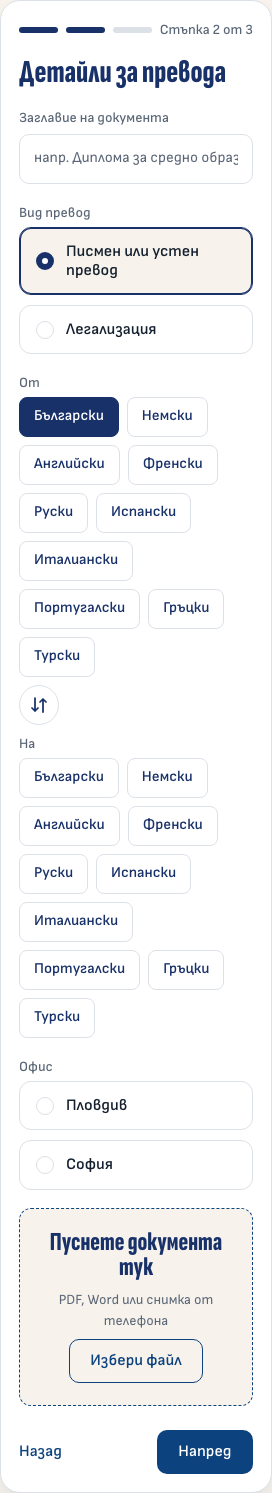 Стъпка 2 от 3
Детайли за превода
Заглавие на документа
напр. Диплома за средно образ
Вид превод
Писмен или устен
превод
Легализация
От
Български Немски
Английски Френски
Руски Испански
Италиански
Португалски Гръцки
Турски
На
Български Немски
Английски Френски
Руски Испански
Италиански
Португалски Гръцки
Турски
Офис
Пловдив
София
Пуснете документа
тук
PDF, Word или снимка от
телефона
Избери файл
Назад Напред